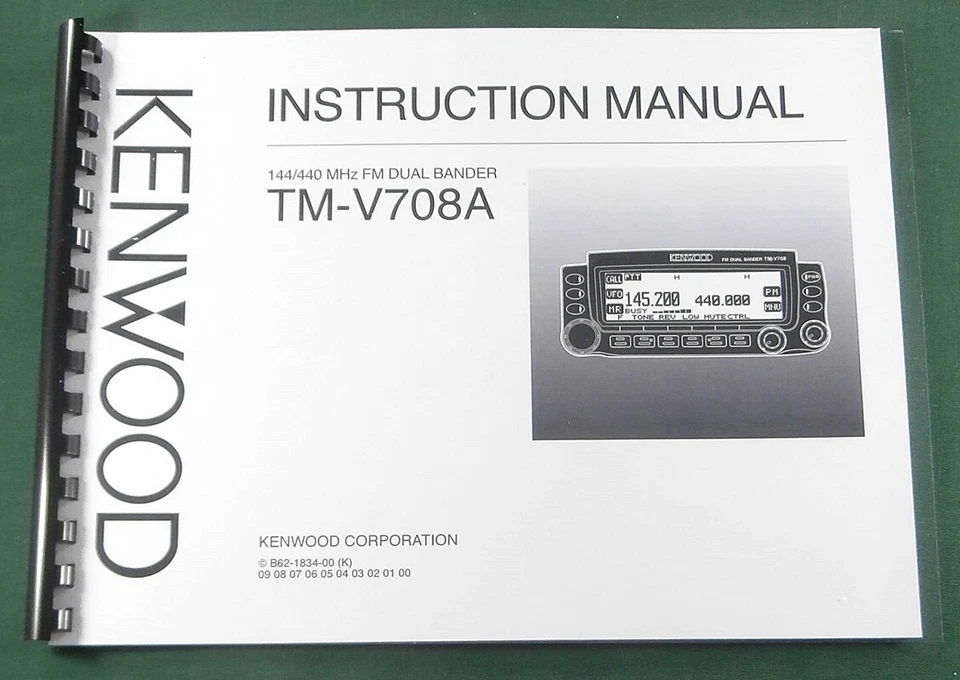 KENWOOD
INSTRUCTION MANUAL
144/440 MHz FM DUAL BANDER
TM-V708A
KENWOOD FM DUAL BANDER TM-V708
CALL PTT H H PWR
VFO 145.200 440.000 PM
MR BUSY MNU
F TONE REV LOW MUTE CTRL
KENWOOD CORPORATION
© B62-1834-00 (K)
09 08 07 06 05 04 03 02 01 00